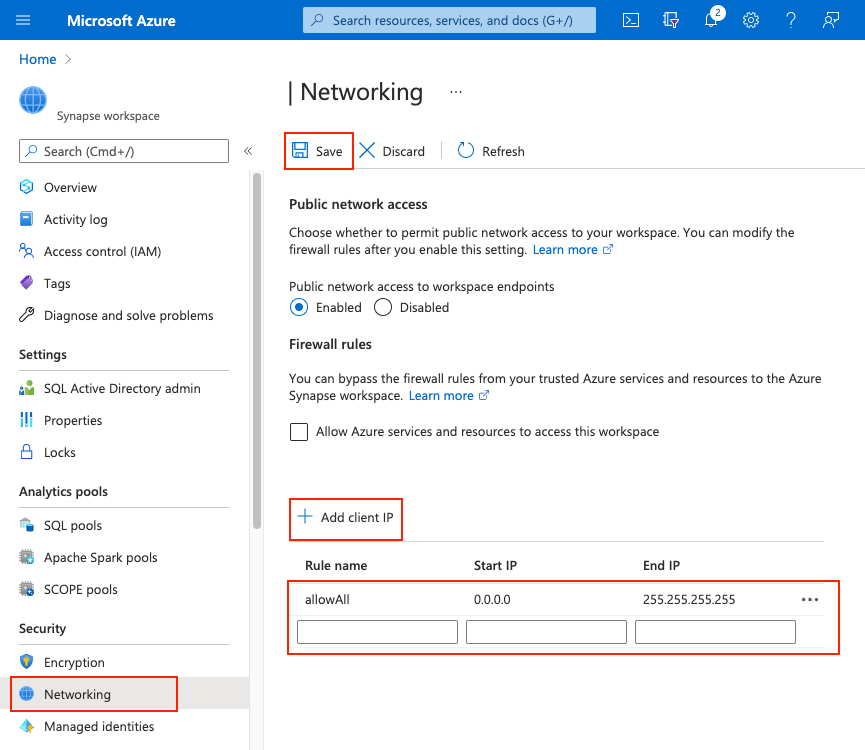 Microsoft Azure
Search resources, services, and docs (G+/)
2
Home
Synapse workspace
Search (Cmd+/)
«
Overview
Activity log
Access control (IAM)
Tags
Diagnose and solve problems
Settings
SQL Active Directory admin
Properties
Locks
Analytics pools
SQL pools
Apache Spark pools
SCOPE pools
Security
Encryption
Networking
Managed identities
| Networking ...
Save
Discard
Refresh
Public network access
Choose whether to permit public network access to your workspace. You can modify the
firewall rules after you enable this setting. Learn more
Public network access to workspace endpoints
Enabled Disabled
Firewall rules
You can bypass the firewall rules from your trusted Azure services and resources to the Azure
Synapse workspace. Learn more
Allow Azure services and resources to access this workspace
Add client IP
Rule name Start IP End IP
allowAll 0.0.0.0 255.255.255.255 ...